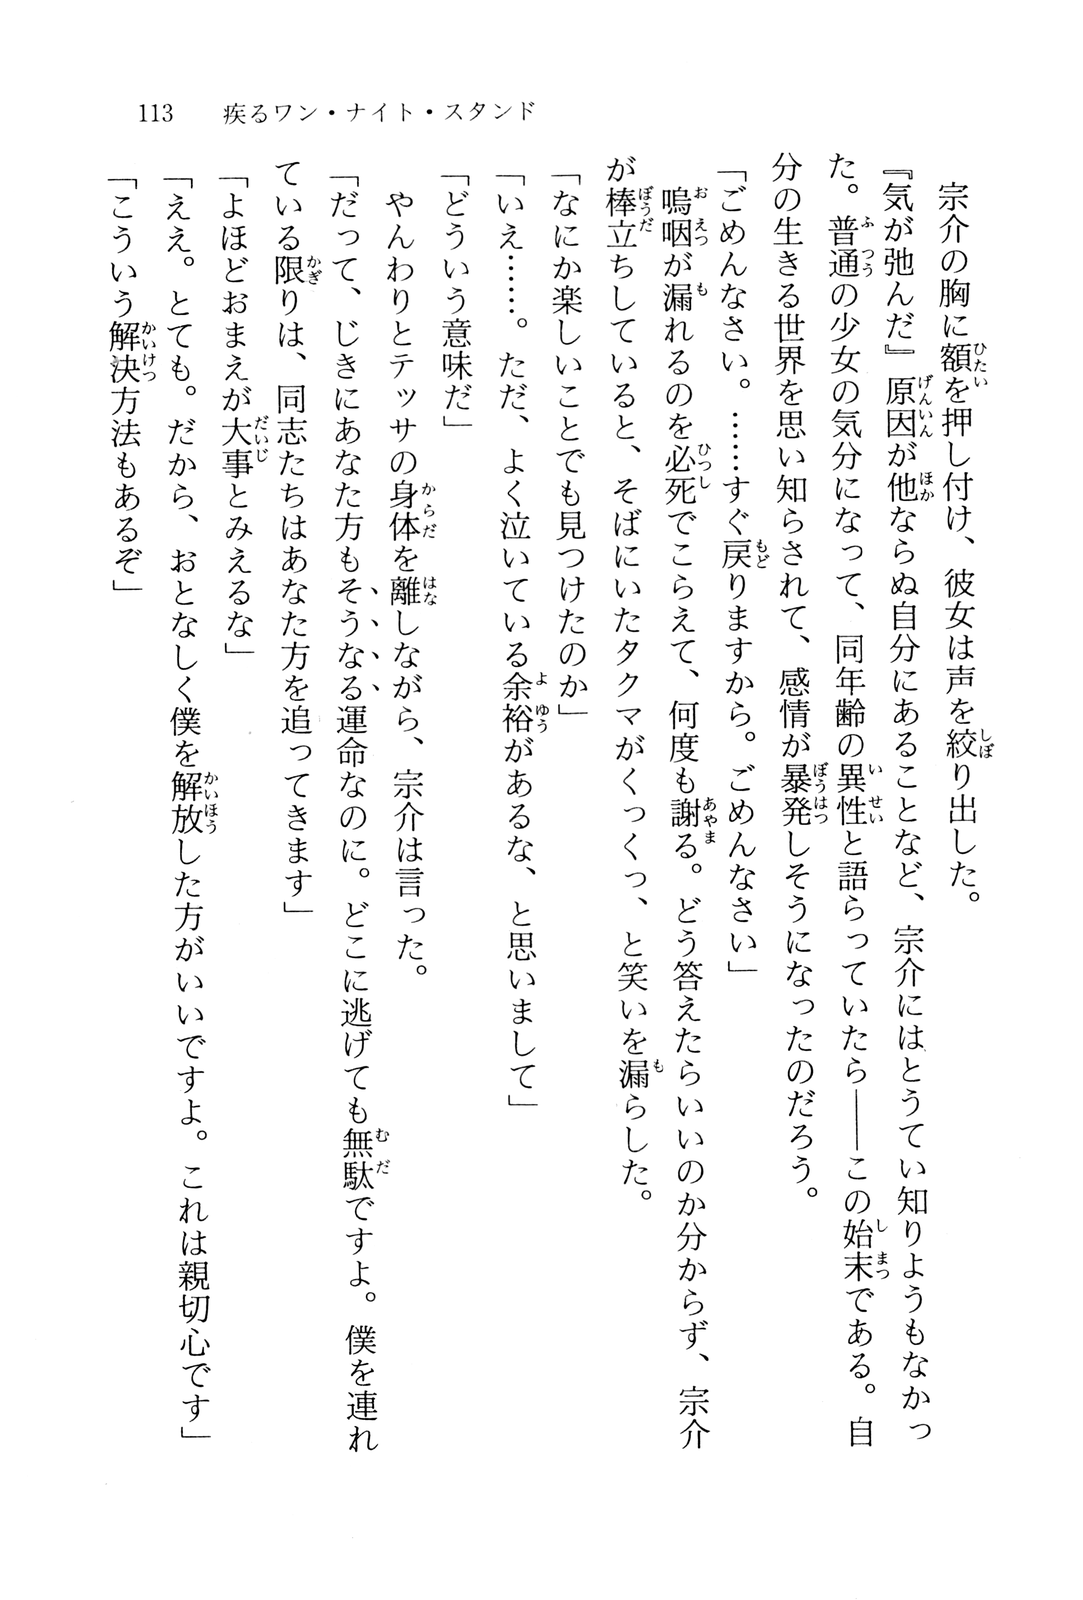 113　疾るワン・ナイト・スタンド
　宗介の胸に額を押し付け、彼女は声を絞り出した。
『気が弛んだ』原因が他ならぬ自分にあることなど、宗介にはとうてい知りようもなかっ
た。普通の少女の気分になって、同年齢の異性と語らっていたら――この始末である。自
分の生きる世界を思い知らされて、感情が暴発しそうになったのだろう。
「ごめんなさい。……すぐ戻りますから。ごめんなさい」
　嗚咽が漏れるのを必死でこらえて、何度も謝る。どう答えたらいいのか分からず、宗介
が棒立ちしていると、そばにいたタクマがくっくっ、と笑いを漏らした。
「なにか楽しいことでも見つけたのか」
「いえ……。ただ、よく泣いている余裕があるな、と思いまして」
「どういう意味だ」
　やんわりとテッサの身体を離しながら、宗介は言った。
「だって、じきにあなた方もそうなる運命なのに。どこに逃げても無駄ですよ。僕を連れ
ている限りは、同志たちはあなた方を追ってきます」
「よほどおまえが大事とみえるな」
「ええ。とても。だから、おとなしく僕を解放した方がいいですよ。これは親切心です」
「こういう解決方法もあるぞ」